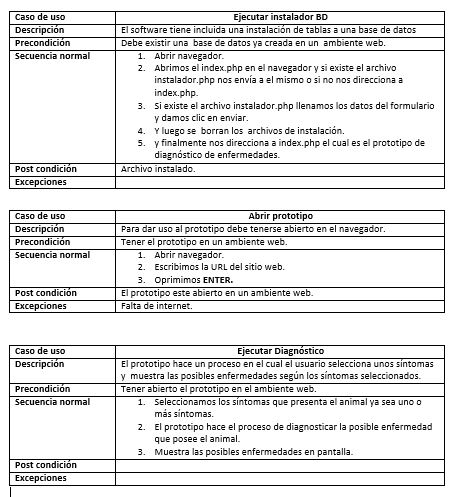 Caso de uso Ejecutar instalador BD
Descripción El software tiene incluida una instalación de tablas a una base de datos
Precondición Debe existir una base de datos ya creada en un ambiente web.
Secuencia normal 1. Abrir navegador.
2. Abrimos el index.php en el navegador y si existe el archivo
instalador.php nos envía a el mismo o si no nos direcciona a
index.php.
3. Si existe el archivo instalador.php llenamos los datos del formulario
y damos clic en enviar.
4. Y luego se borran los archivos de instalación.
5. y finalmente nos direcciona a index.php el cual es el prototipo de
diagnóstico de enfermedades.
Post condición Archivo instalado.
Excepciones
Caso de uso Abrir prototipo
Descripción Para dar uso al prototipo debe tenerse abierto en el navegador.
Precondición Tener el prototipo en un ambiente web.
Secuencia normal 1. Abrir navegador.
2. Escribimos la URL del sitio web.
3. Oprimimos ENTER.
Post condición El prototipo este abierto en un ambiente web.
Excepciones Falta de internet.
Caso de uso Ejecutar Diagnóstico
Descripción El prototipo hace un proceso en el cual el usuario selecciona unos síntomas
y muestra las posibles enfermedades según los síntomas seleccionados.
Precondición Tener abierto el prototipo en el ambiente web.
Secuencia normal 1. Seleccionamos los síntomas que presenta el animal ya sea uno o
más síntomas.
2. El prototipo hace el proceso de diagnosticar la posible enfermedad
que posee el animal.
3. Muestra las posibles enfermedades en pantalla.
Post condición
Excepciones